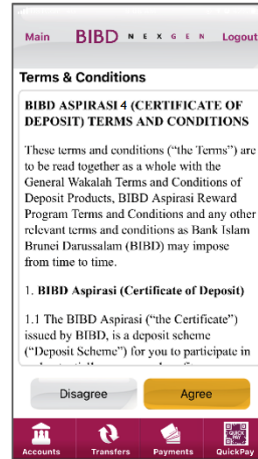 Main BIBD NEXGEN Logout
Terms & Conditions
BIBD ASPIRASI 4 (CERTIFICATE OF
DEPOSIT) TERMS AND CONDITIONS
These terms and conditions ("the Terms") are
to be read together as a whole with the
General Wakalah Terms and Conditions of
Deposit Products, BIBD Aspirasi Reward
Program Terms and Conditions and any other
relevant terms and conditions as Bank Islam
Brunei Darussalam (BIBD) may impose
from time to time.
1. BIBD Aspirasi (Certificate of Deposit)
1.1 The BIBD Aspirasi ("the Certificate")
issued by BIBD, is a deposit scheme
("Deposit Scheme") for you to participate in
Disagree Agree
QUICK PAY
Accounts Transfers Payments QuickPay